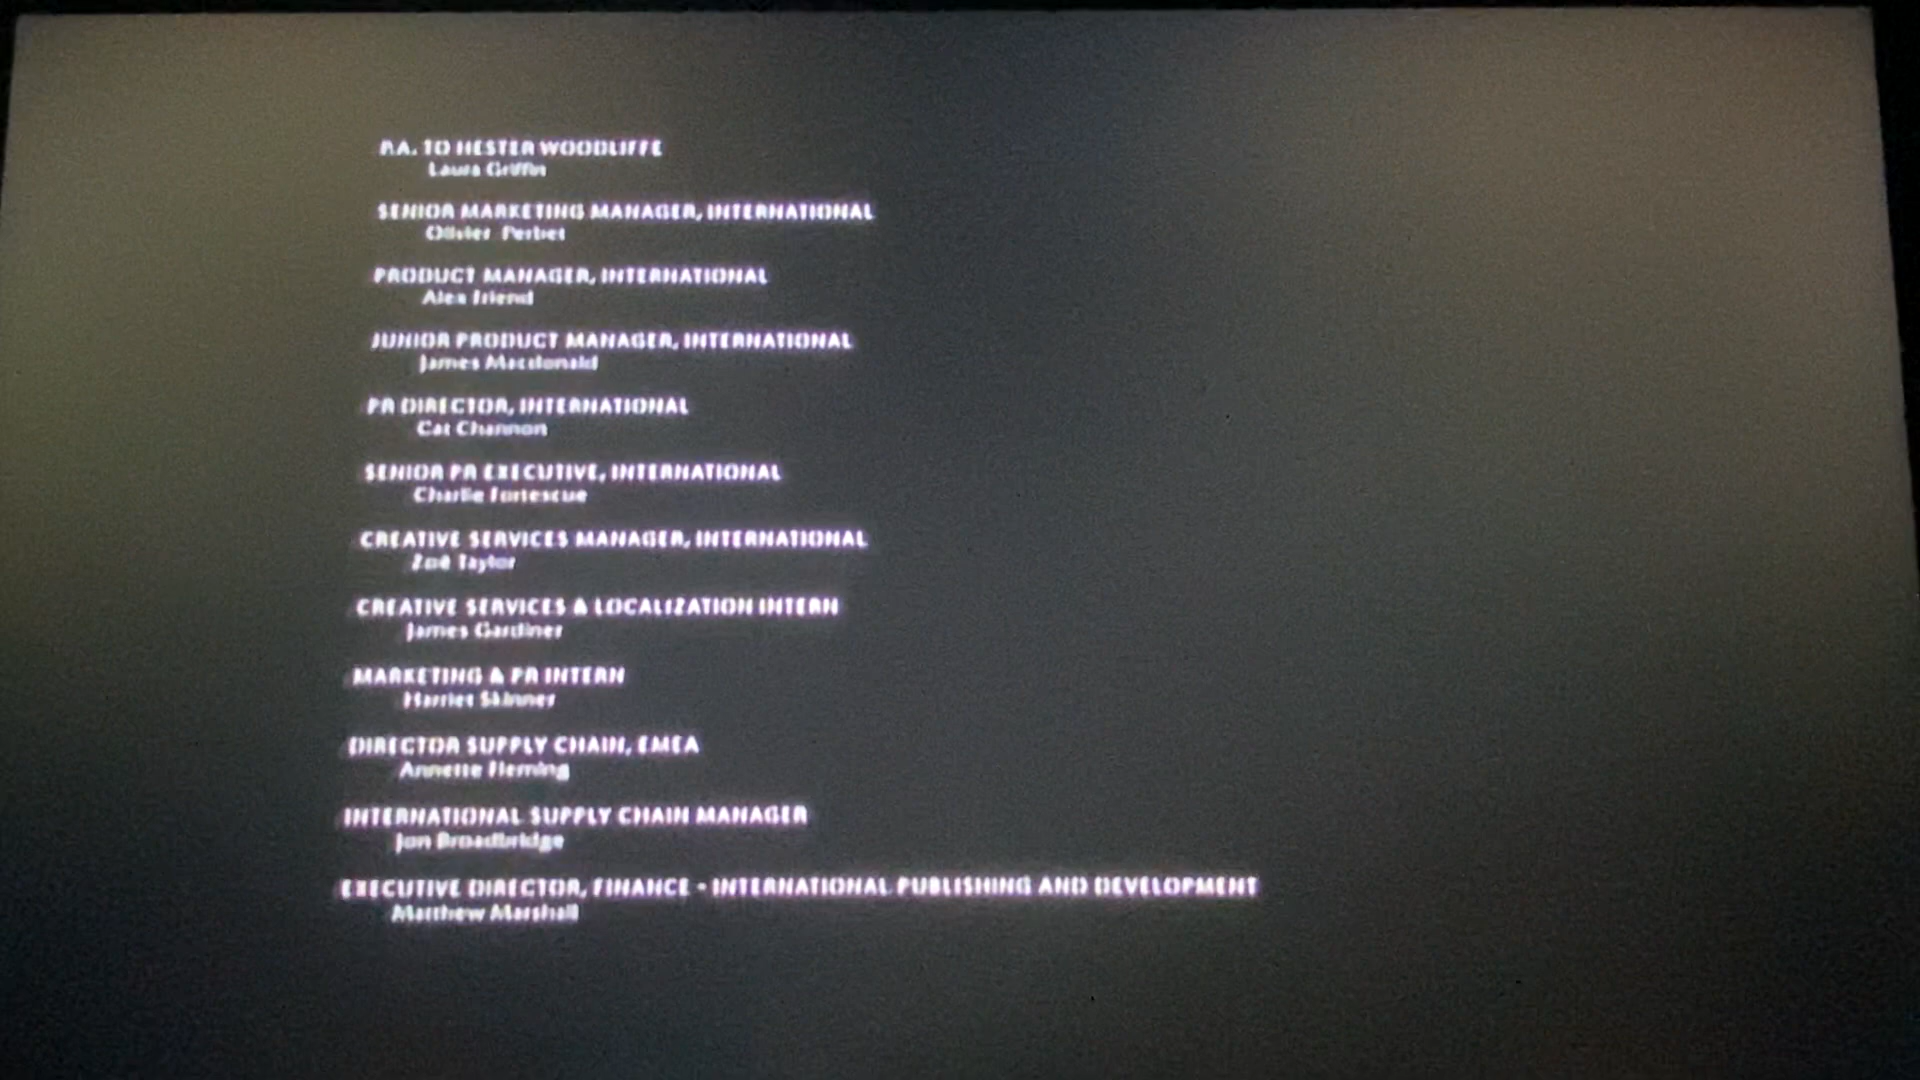 P.A. TO HESTER WOODLIFFE
Laura Griffin
SENIOR MARKETING MANAGER, INTERNATIONAL
Olivier Perbet
PRODUCT MANAGER, INTERNATIONAL
Alex Friend
JUNIOR PRODUCT MANAGER, INTERNATIONAL
James Macdonald
PR DIRECTOR, INTERNATIONAL
Cat Channon
SENIOR PR EXECUTIVE, INTERNATIONAL
Charlie Fortescue
CREATIVE SERVICES MANAGER, INTERNATIONAL
Zoë Taylor
CREATIVE SERVICES & LOCALIZATION INTERN
James Gardiner
MARKETING & PR INTERN
Harriet Skinner
DIRECTOR SUPPLY CHAIN, EMEA
Annette Fleming
INTERNATIONAL SUPPLY CHAIN MANAGER
Jon Broadbridge
EXECUTIVE DIRECTOR, FINANCE - INTERNATIONAL PUBLISHING AND DEVELOPMENT
Matthew Marshall